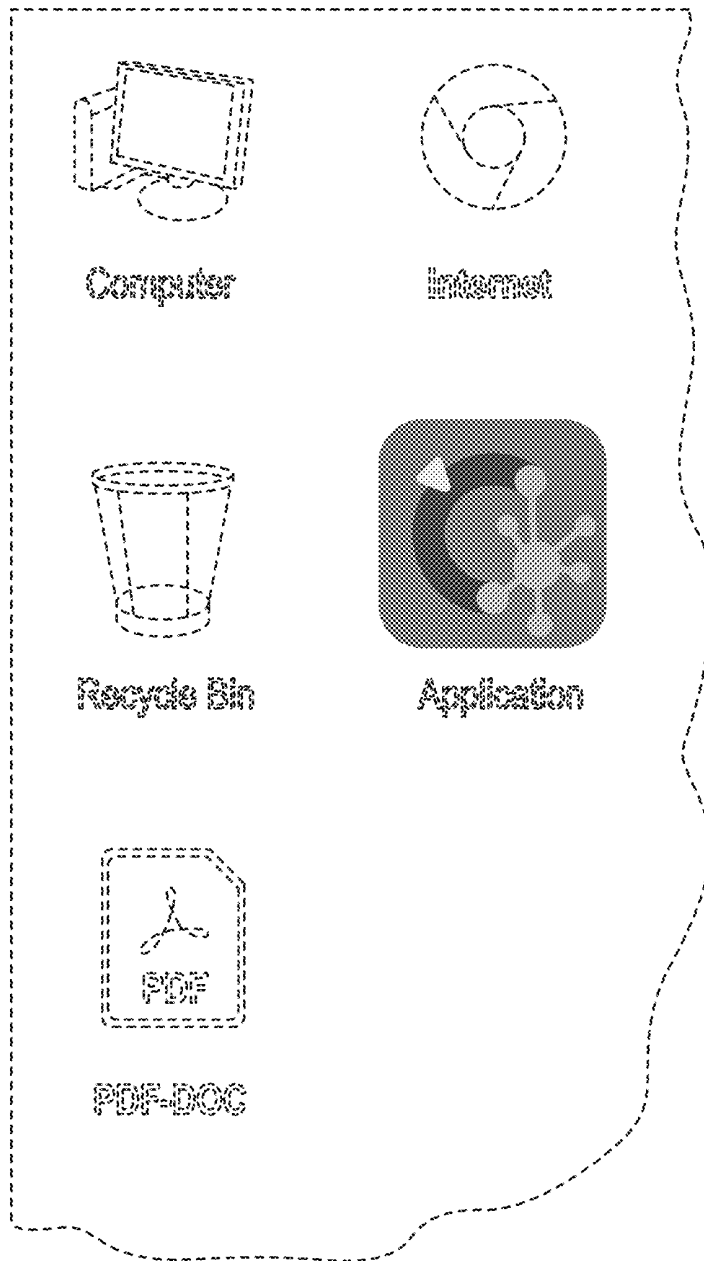 Computer
Internet
Recycle Bin
Application
PDF
PDF-DOC